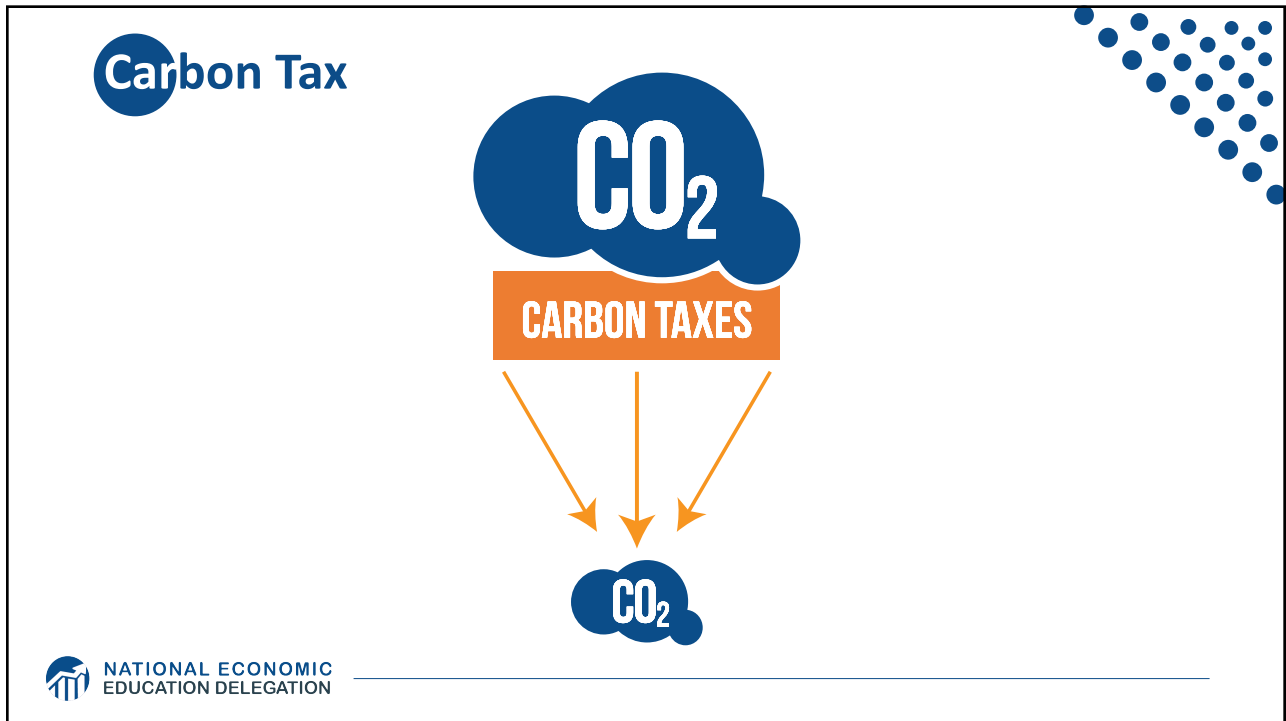 Carbon Tax
CO₂
CARBON TAXES
CO₂
NATIONAL ECONOMIC
EDUCATION DELEGATION